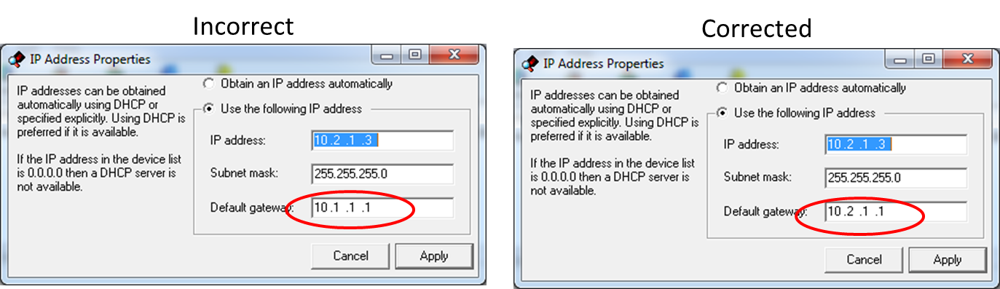 Incorrect
IP Address Properties
IP addresses can be obtained
automatically using DHCP or
specified explicitly. Using DHCP is
preferred if it is available.
If the IP address in the device list
is 0.0.0.0 then a DHCP server is
not available.
Obtain an IP address automatically
Use the following IP address
IP address: 10 .2 .1 .3
Subnet mask: 255.255.255.0
Default gateway: 10 .1 .1 .1
Cancel Apply
Corrected
IP Address Properties
IP addresses can be obtained
automatically using DHCP or
specified explicitly. Using DHCP is
preferred if it is available.
If the IP address in the device list
is 0.0.0.0 then a DHCP server is
not available.
Obtain an IP address automatically
Use the following IP address
IP address: 10 .2 .1 .3
Subnet mask: 255.255.255.0
Default gateway: 10 .2 .1 .1
Cancel Apply